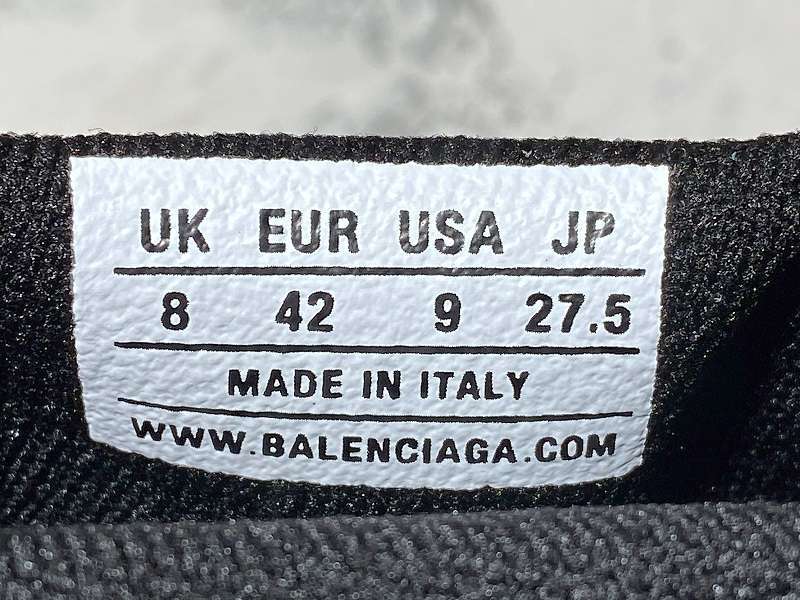 UK EUR USA JP
8 42 9 27.5
MADE IN ITALY
WWW.BALENCIAGA.COM